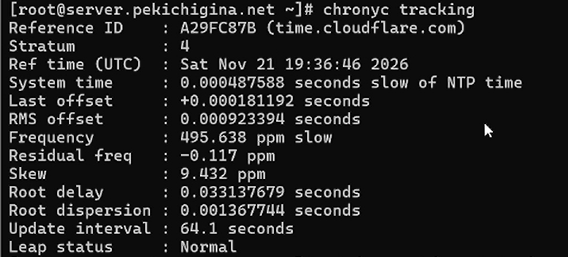 [root@server.pekichigina.net ~]# chronyc tracking
Reference ID    : A29FC87B (time.cloudflare.com)
Stratum         : 4
Ref time (UTC)  : Sat Nov 21 19:36:46 2026
System time     : 0.000487588 seconds slow of NTP time
Last offset     : +0.000181192 seconds
RMS offset      : 0.000923394 seconds
Frequency       : 495.638 ppm slow
Residual freq   : -0.117 ppm
Skew            : 9.432 ppm
Root delay      : 0.033137679 seconds
Root dispersion : 0.001367744 seconds
Update interval : 64.1 seconds
Leap status     : Normal